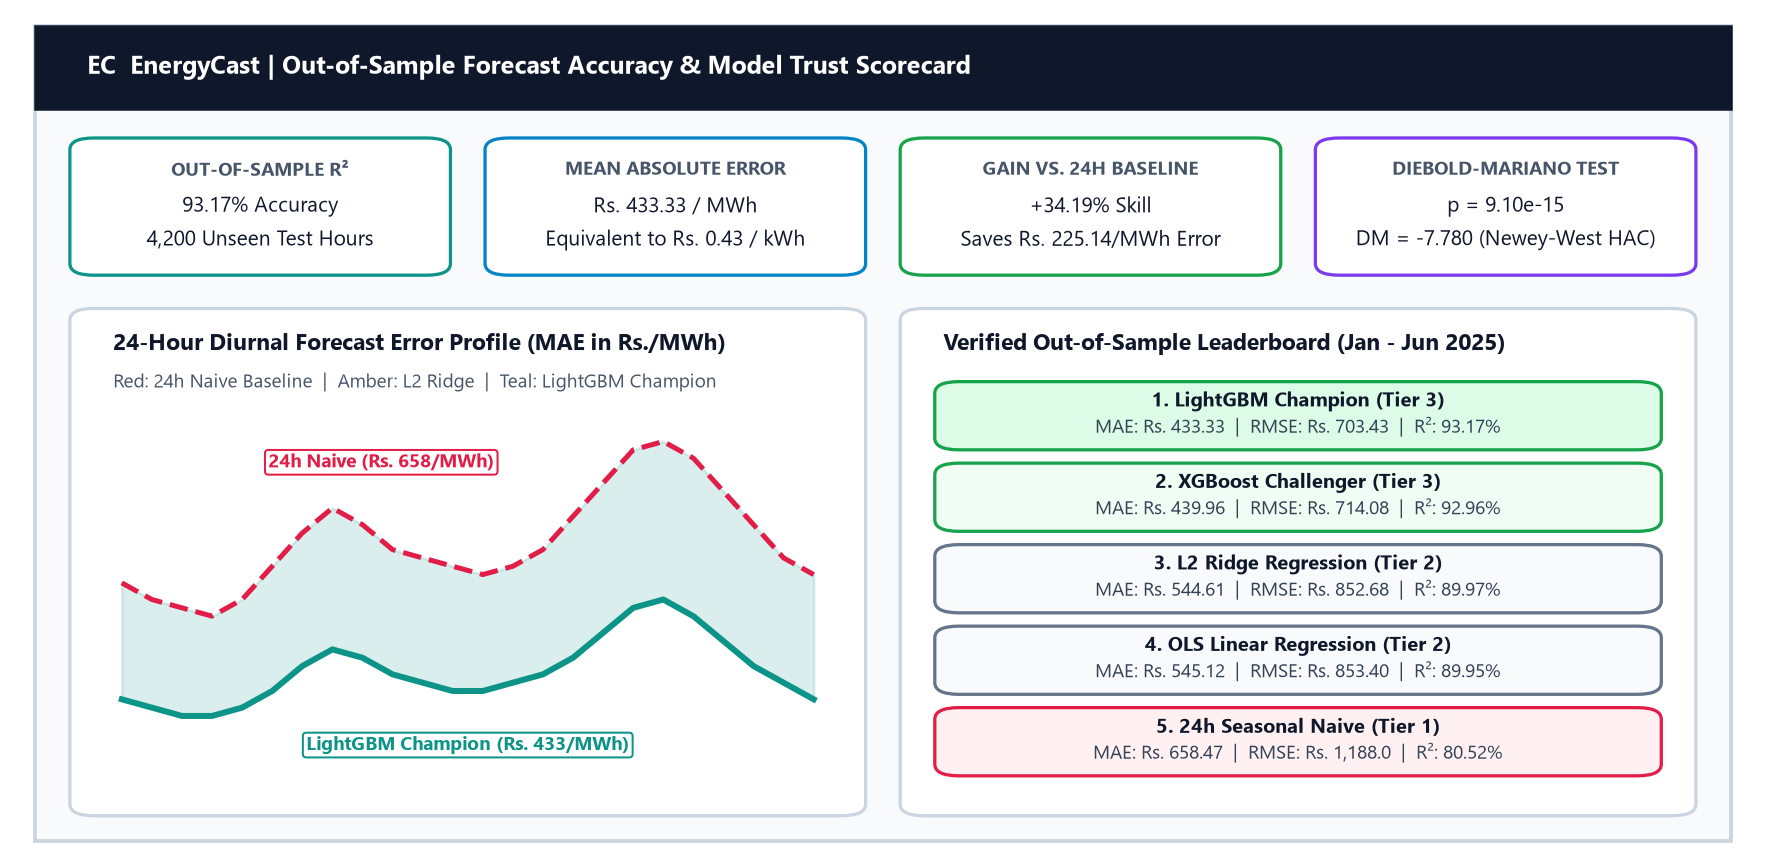 EC EnergyCast | Out-of-Sample Forecast Accuracy & Model Trust Scorecard
OUT-OF-SAMPLE R²
93.17% Accuracy
4,200 Unseen Test Hours
MEAN ABSOLUTE ERROR
Rs. 433.33 / MWh
Equivalent to Rs. 0.43 / kWh
GAIN VS. 24H BASELINE
+34.19% Skill
Saves Rs. 225.14/MWh Error
DIEBOLD-MARIANO TEST
p = 9.10e-15
DM = -7.780 (Newey-West HAC)
24-Hour Diurnal Forecast Error Profile (MAE in Rs./MWh)
Red: 24h Naive Baseline | Amber: L2 Ridge | Teal: LightGBM Champion
24h Naive (Rs. 658/MWh)
LightGBM Champion (Rs. 433/MWh)
Verified Out-of-Sample Leaderboard (Jan - Jun 2025)
1. LightGBM Champion (Tier 3)
MAE: Rs. 433.33 | RMSE: Rs. 703.43 | R²: 93.17%
2. XGBoost Challenger (Tier 3)
MAE: Rs. 439.96 | RMSE: Rs. 714.08 | R²: 92.96%
3. L2 Ridge Regression (Tier 2)
MAE: Rs. 544.61 | RMSE: Rs. 852.68 | R²: 89.97%
4. OLS Linear Regression (Tier 2)
MAE: Rs. 545.12 | RMSE: Rs. 853.40 | R²: 89.95%
5. 24h Seasonal Naive (Tier 1)
MAE: Rs. 658.47 | RMSE: Rs. 1,188.0 | R²: 80.52%